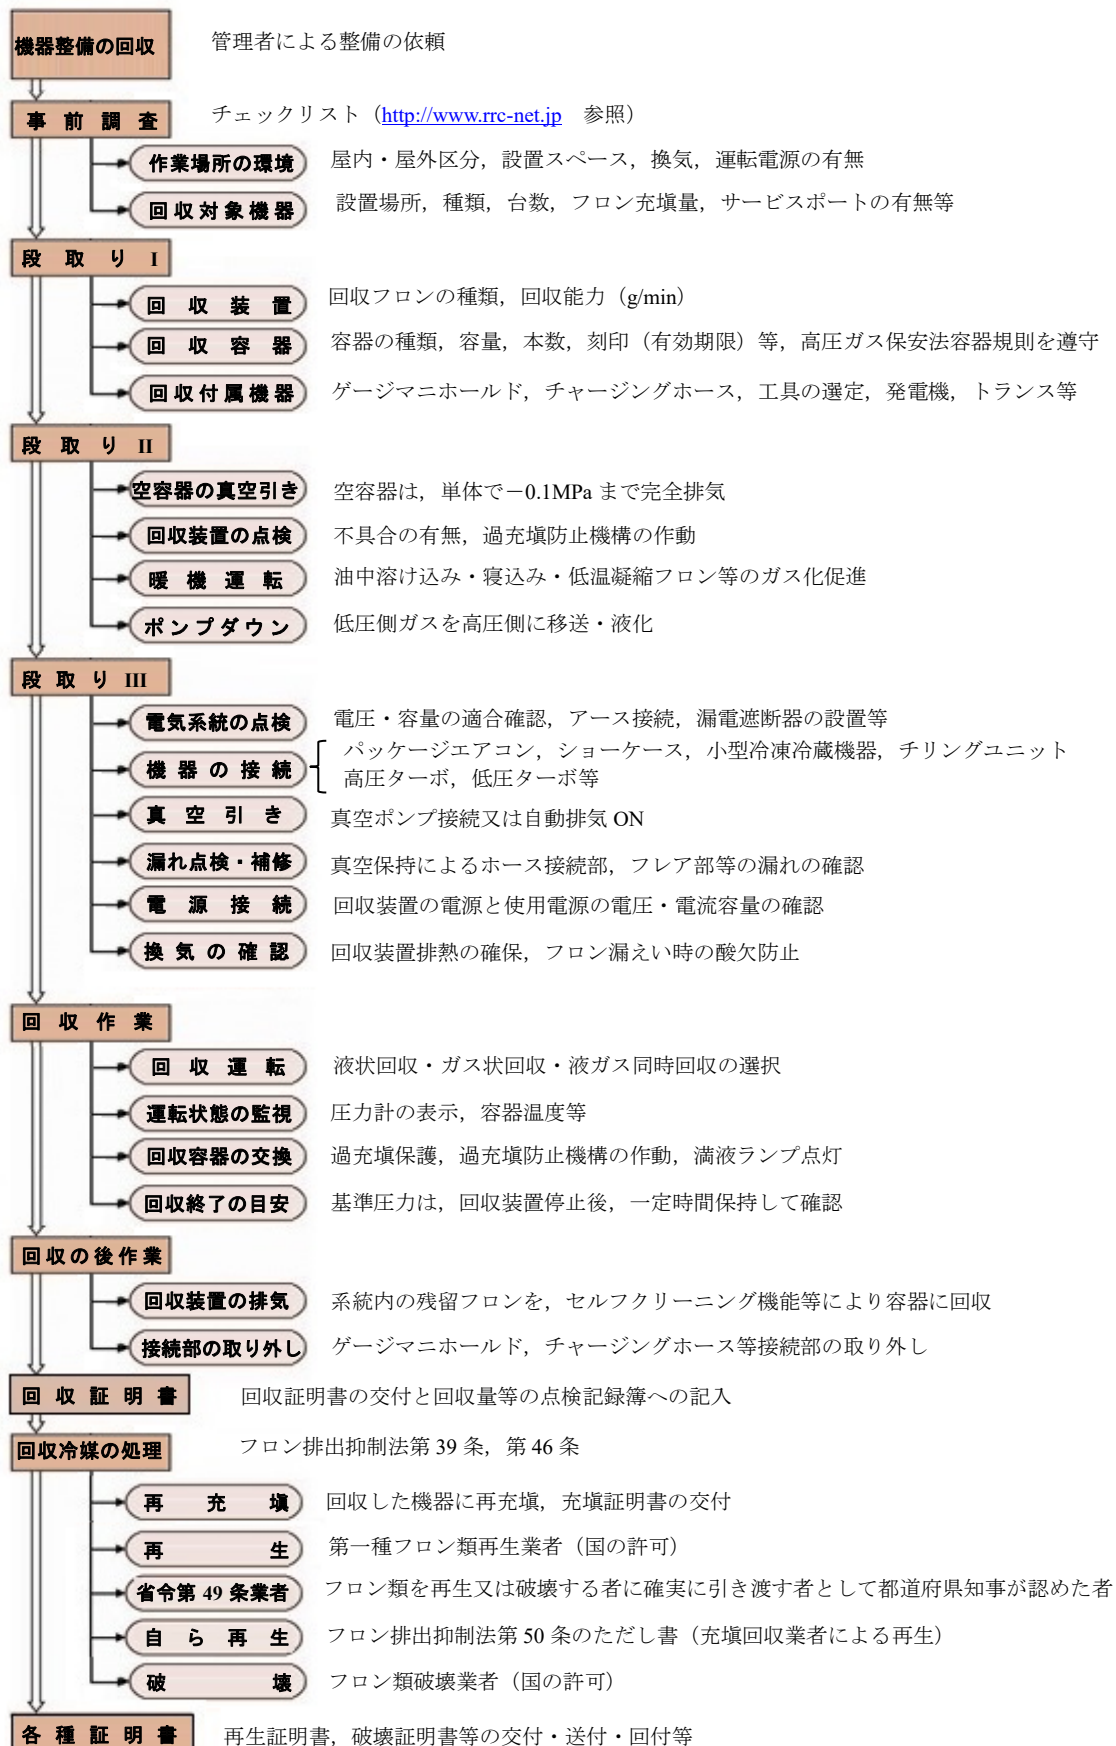 機器整備の回収　管理者による整備の依頼
事前調査　チェックリスト（http://www.rrc-net.jp　参照）
作業場所の環境　屋内・屋外区分，設置スペース，換気，運転電源の有無
回収対象機器　設置場所，種類，台数，フロン充塡量，サービスポートの有無等
段取り I
回収装置　回収フロンの種類，回収能力（g/min）
回収容器　容器の種類，容量，本数，刻印（有効期限）等，高圧ガス保安法容器規則を遵守
回収付属機器　ゲージマニホールド，チャージングホース，工具の選定，発電機，トランス等
段取り II
空容器の真空引き　空容器は，単体で－0.1MPa まで完全排気
回収装置の点検　不具合の有無，過充塡防止機構の作動
暖機運転　油中溶け込み・寝込み・低温凝縮フロン等のガス化促進
ポンプダウン　低圧側ガスを高圧側に移送・液化
段取り III
電気系統の点検　電圧・容量の適合確認，アース接続，漏電遮断器の設置等
機器の接続　パッケージエアコン，ショーケース，小型冷凍冷蔵機器，チリングユニット
高圧ターボ，低圧ターボ等
真空引き　真空ポンプ接続又は自動排気 ON
漏れ点検・補修　真空保持によるホース接続部，フレア部等の漏れの確認
電源接続　回収装置の電源と使用電源の電圧・電流容量の確認
換気の確認　回収装置排熱の確保，フロン漏えい時の酸欠防止
回収作業
回収運転　液状回収・ガス状回収・液ガス同時回収の選択
運転状態の監視　圧力計の表示，容器温度等
回収容器の交換　過充塡保護，過充塡防止機構の作動，満液ランプ点灯
回収終了の目安　基準圧力は，回収装置停止後，一定時間保持して確認
回収の後作業
回収装置の排気　系統内の残留フロンを，セルフクリーニング機能等により容器に回収
接続部の取り外し　ゲージマニホールド，チャージングホース等接続部の取り外し
回収証明書　回収証明書の交付と回収量等の点検記録簿への記入
回収冷媒の処理　フロン排出抑制法第 39 条，第 46 条
再充塡　回収した機器に再充塡，充塡証明書の交付
再生　第一種フロン類再生業者（国の許可）
省令第 49 条業者　フロン類を再生又は破壊する者に確実に引き渡す者として都道府県知事が認めた者
自ら再生　フロン排出抑制法第 50 条のただし書（充塡回収業者による再生）
破壊　フロン類破壊業者（国の許可）
各種証明書　再生証明書，破壊証明書等の交付・送付・回付等